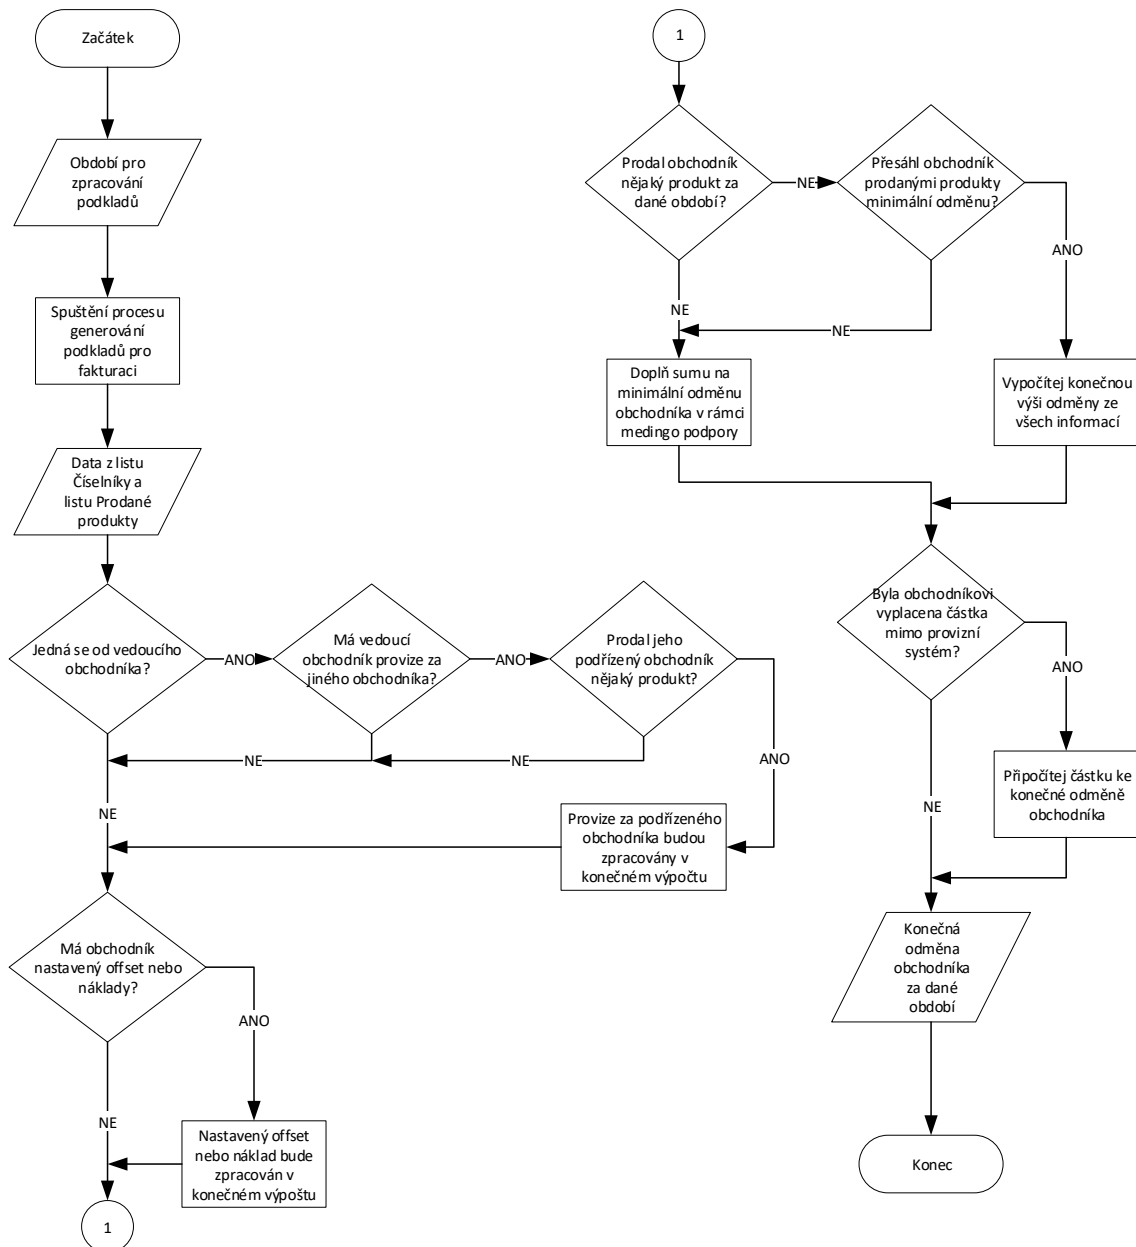 Začátek
Období pro
zpracování
podkladů
Spuštění procesu
generování
podkladů pro
fakturaci
Data z listu
Číselníky a
listu Prodané
produkty
Jedná se od vedoucího
obchodníka?
ANO
Má vedoucí
obchodník provize za
jiného obchodníka?
ANO
Prodal jeho
podřízený obchodník
nějaký produkt?
NE
NE
ANO
NE
Provize za podřízeného
obchodníka budou
zpracovány v
konečném výpočtu
Má obchodník
nastavený offset nebo
náklady?
ANO
NE
Nastavený offset
nebo náklad bude
zpracován v
konečném výpoštu
1
1
Prodal obchodník
nějaký produkt za
dané období?
NE
Přesáhl obchodník
prodanými produkty
minimální odměnu?
ANO
NE
NE
Doplň sumu na
minimální odměnu
obchodníka v rámci
medingo podpory
Vypočítej konečnou
výši odměny ze
všech informací
Byla obchodníkovi
vyplacena částka
mimo provizní
systém?
ANO
NE
Připočítej částku ke
konečné odměně
obchodníka
Konečná
odměna
obchodníka
za dané
období
Konec